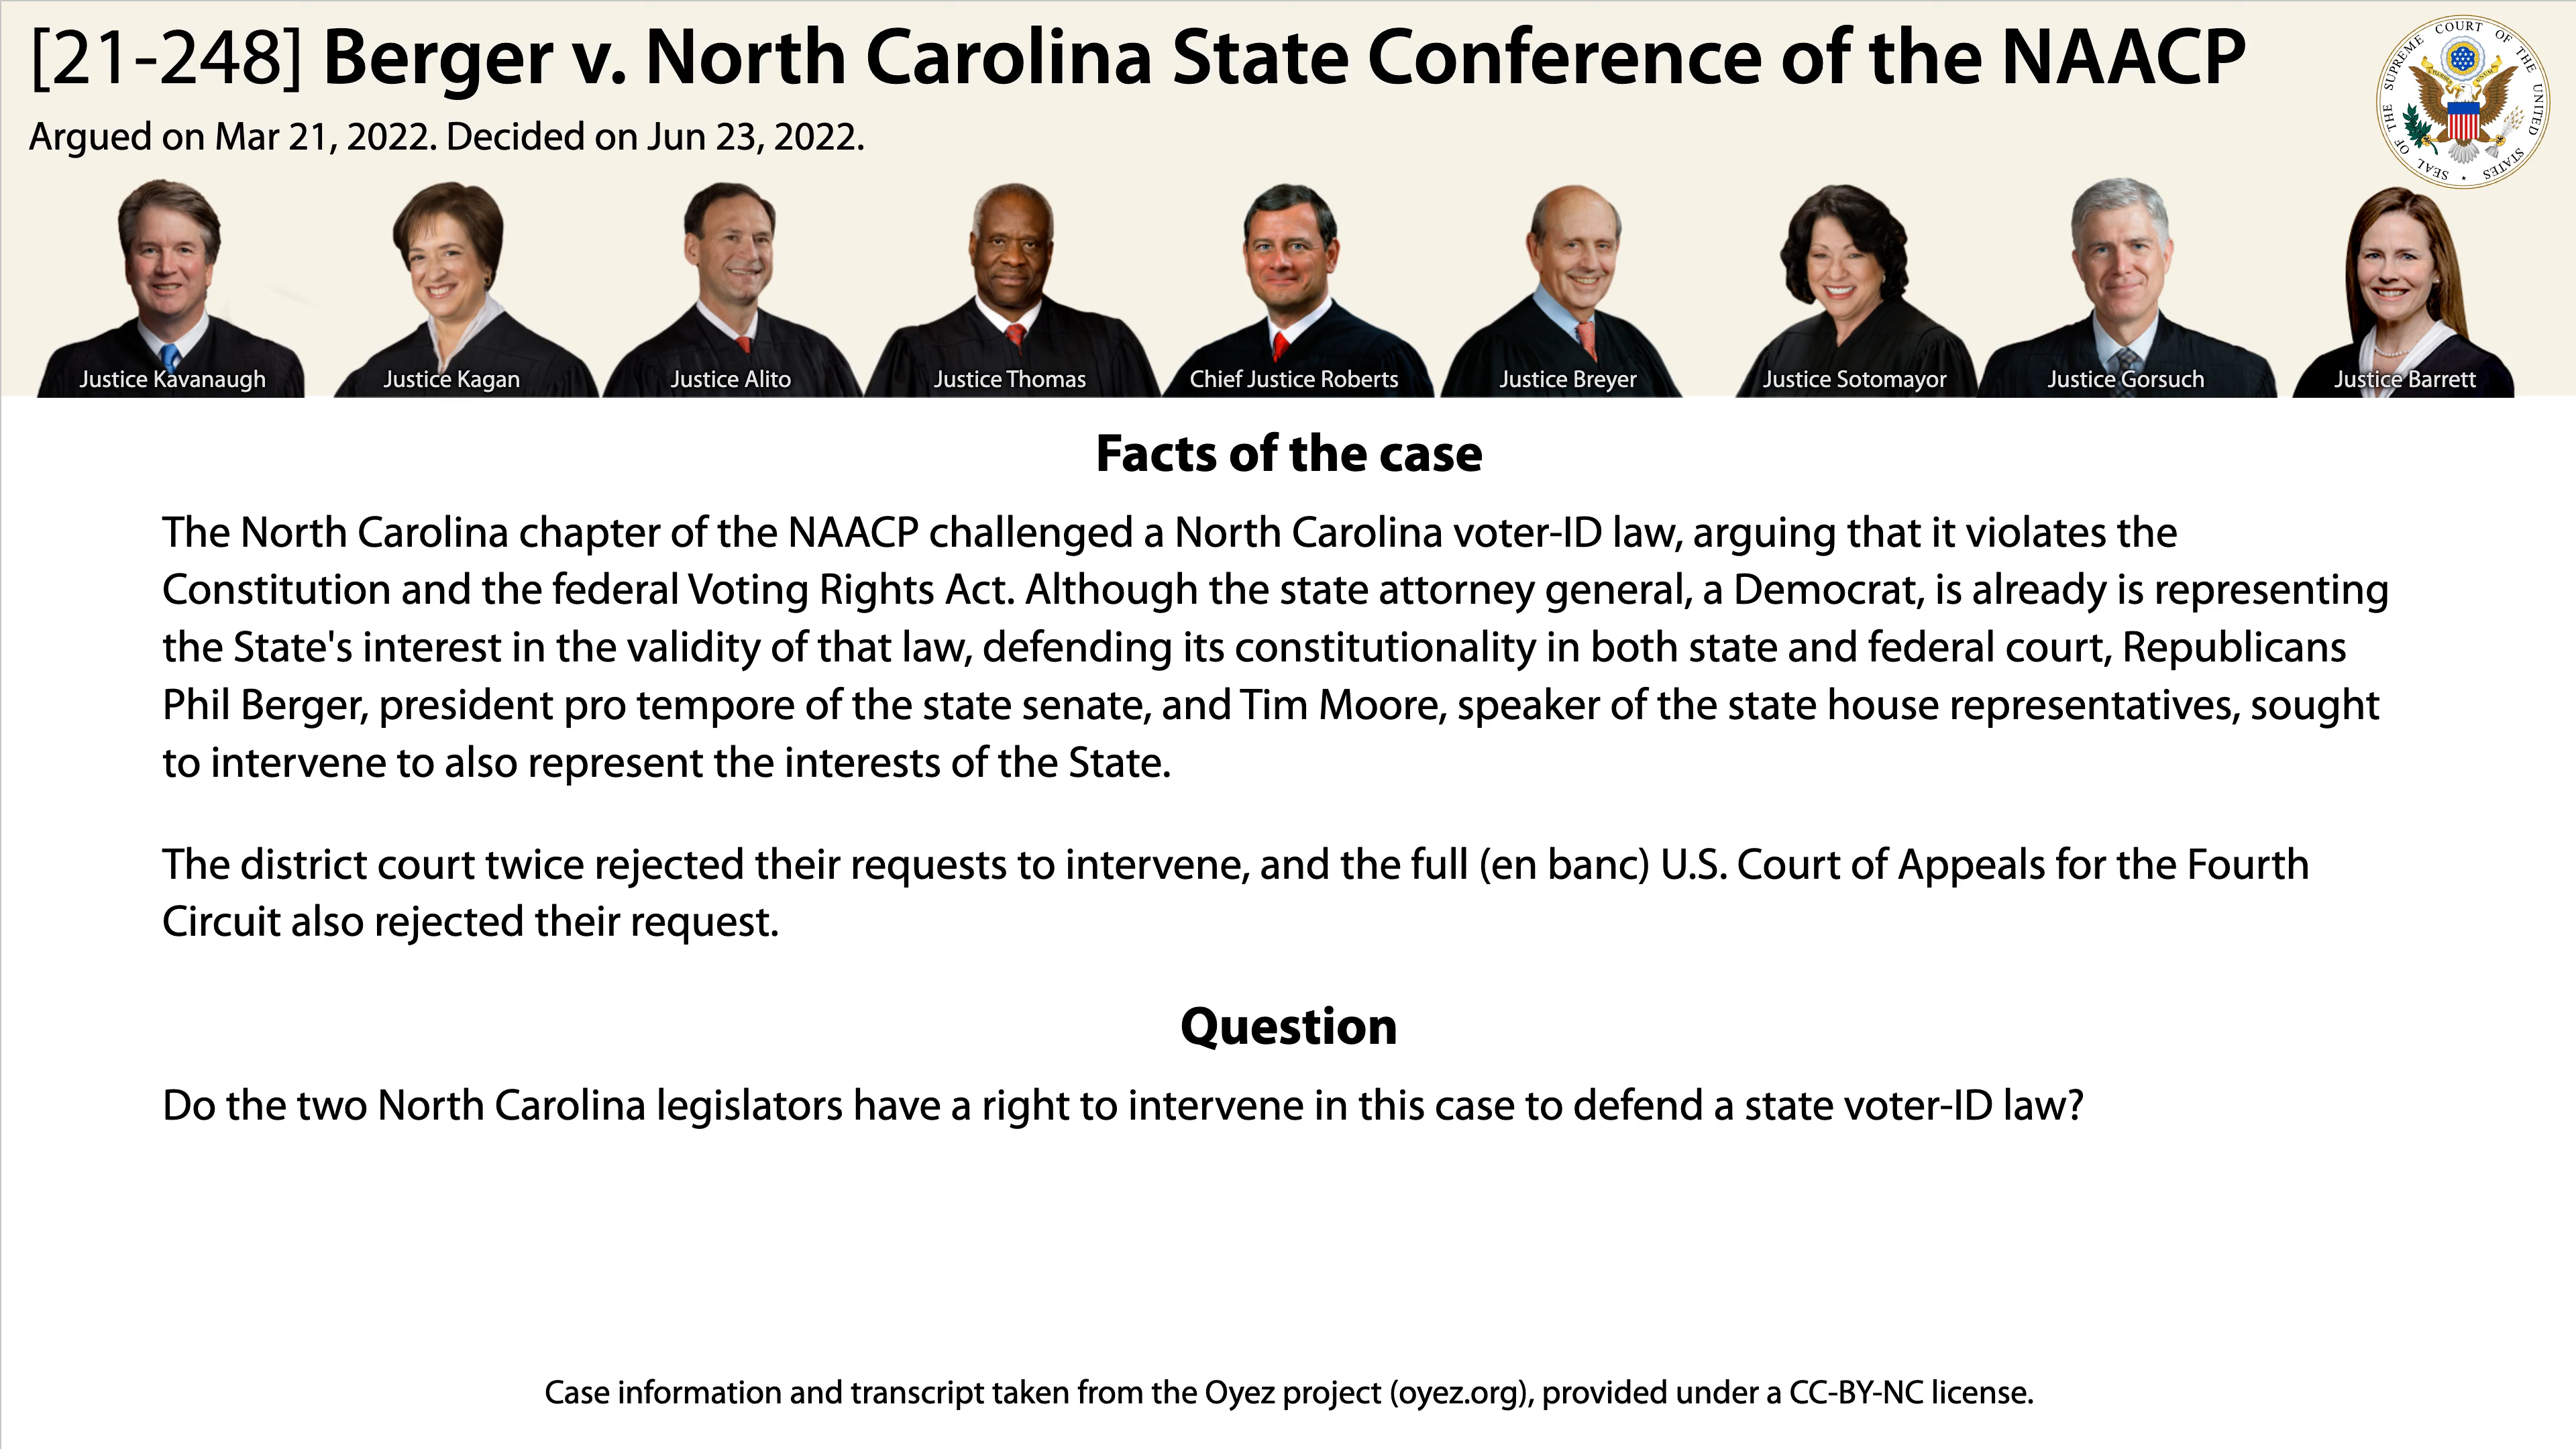 [21-248] Berger v. North Carolina State Conference of the NAACP
Argued on Mar 21, 2022. Decided on Jun 23, 2022.
SEAL OF THE SUPREME COURT OF THE UNITED STATES
Justice Kavanaugh
Justice Kagan
Justice Alito
Justice Thomas
Chief Justice Roberts
Justice Breyer
Justice Sotomayor
Justice Gorsuch
Justice Barrett
Facts of the case
The North Carolina chapter of the NAACP challenged a North Carolina voter-ID law, arguing that it violates the
Constitution and the federal Voting Rights Act. Although the state attorney general, a Democrat, is already is representing
the State's interest in the validity of that law, defending its constitutionality in both state and federal court, Republicans
Phil Berger, president pro tempore of the state senate, and Tim Moore, speaker of the state house representatives, sought
to intervene to also represent the interests of the State.
The district court twice rejected their requests to intervene, and the full (en banc) U.S. Court of Appeals for the Fourth
Circuit also rejected their request.
Question
Do the two North Carolina legislators have a right to intervene in this case to defend a state voter-ID law?
Case information and transcript taken from the Oyez project (oyez.org), provided under a CC-BY-NC license.